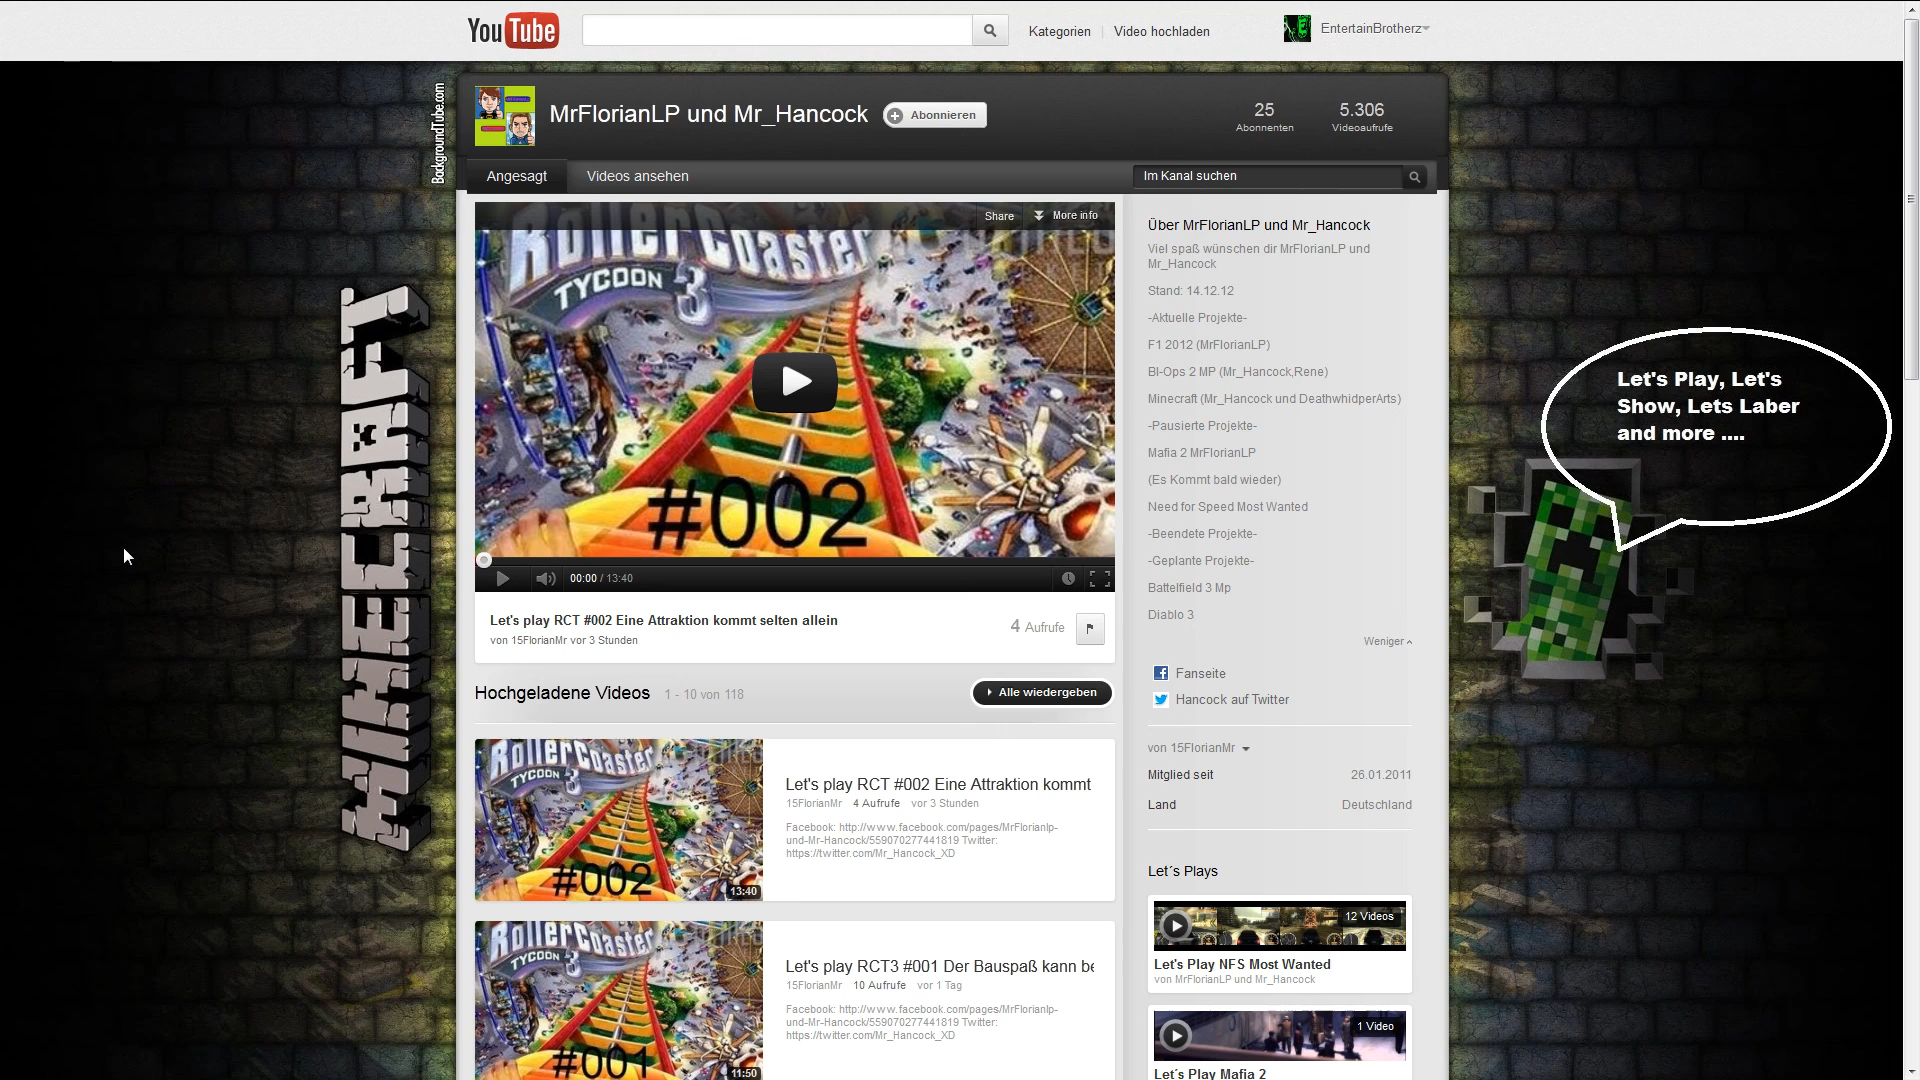 YouTube
Kategorien
Video hochladen
EntertainBrotherz
BackgroundTube.com
MrFlorianLP und Mr_Hancock
Abonnieren
25
Abonnenten
5.306
Videoaufrufe
Angesagt
Videos ansehen
Im Kanal suchen
MINECRAFT
RollerCoaster
TYCOON 3
Share
More info
#002
00:00 / 13:40
Let's play RCT #002 Eine Attraktion kommt selten allein
von 15FlorianMr vor 3 Stunden
4 Aufrufe
Hochgeladene Videos
1 - 10 von 118
Alle wiedergeben
RollerCoaster
TYCOON 3
#002
13:40
Let's play RCT #002 Eine Attraktion kommt
15FlorianMr 4 Aufrufe vor 3 Stunden
Facebook: http://www.facebook.com/pages/MrFlorianlp-
und-Mr-Hancock/559070277441819 Twitter:
https://twitter.com/Mr_Hancock_XD
RollerCoaster
TYCOON 3
#001
11:50
Let's play RCT3 #001 Der Bauspaß kann be
15FlorianMr 10 Aufrufe vor 1 Tag
Facebook: http://www.facebook.com/pages/MrFlorianlp-
und-Mr-Hancock/559070277441819 Twitter:
https://twitter.com/Mr_Hancock_XD
Über MrFlorianLP und Mr_Hancock
Viel spaß wünschen dir MrFlorianLP und
Mr_Hancock
Stand: 14.12.12
-Aktuelle Projekte-
F1 2012 (MrFlorianLP)
Bl-Ops 2 MP (Mr_Hancock,Rene)
Minecraft (Mr_Hancock und DeathwhidperArts)
-Pausierte Projekte-
Mafia 2 MrFlorianLP
(Es Kommt bald wieder)
Need for Speed Most Wanted
-Beendete Projekte-
-Geplante Projekte-
Battelfield 3 Mp
Diablo 3
Weniger
Fanseite
Hancock auf Twitter
von 15FlorianMr
Mitglied seit 26.01.2011
Land Deutschland
Let´s Plays
12 Videos
Let's Play NFS Most Wanted
von MrFlorianLP und Mr_Hancock
1 Video
Let´s Play Mafia 2
Let's Play, Let's
Show, Lets Laber
and more ....